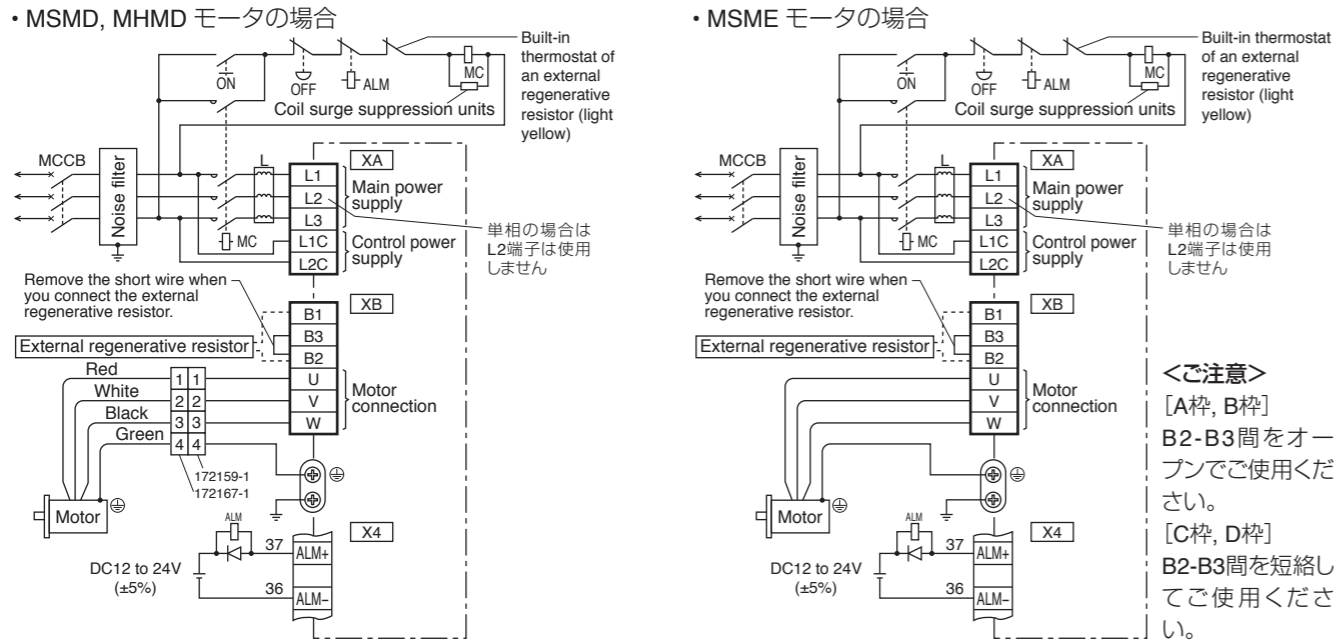 ・MSMD, MHMD モータの場合
Built-in
thermostat of
an external
regenerative
resistor (light
yellow)
ON
OFF
ALM
MC
Coil surge suppression units
MCCB
Noise filter
L
XA
L1
L2
L3
L1C
L2C
Main power
supply
Control power
supply
MC
単相の場合は
L2端子は使用
しません
Remove the short wire when
you connect the external
regenerative resistor.
XB
B1
B3
B2
U
V
W
External regenerative resistor
Motor
connection
Red
White
Black
Green
1 1
2 2
3 3
4 4
172159-1
172167-1
Motor
ALM
X4
DC12 to 24V
(±5%)
37
ALM+
36
ALM−
・MSME モータの場合
Built-in thermostat
of an external
regenerative
resistor (light
yellow)
ON
OFF
ALM
MC
Coil surge suppression units
MCCB
Noise filter
L
XA
L1
L2
L3
L1C
L2C
Main power
supply
Control power
supply
MC
単相の場合は
L2端子は使用
しません
Remove the short wire when
you connect the external
regenerative resistor.
XB
B1
B3
B2
U
V
W
External regenerative resistor
Motor
connection
Motor
ALM
X4
DC12 to 24V
(±5%)
37
ALM+
36
ALM−
<ご注意>
[A枠, B枠]
B2-B3間をオー
プンでご使用くだ
さい。
[C枠, D枠]
B2-B3間を短絡し
てご使用くださ
い。